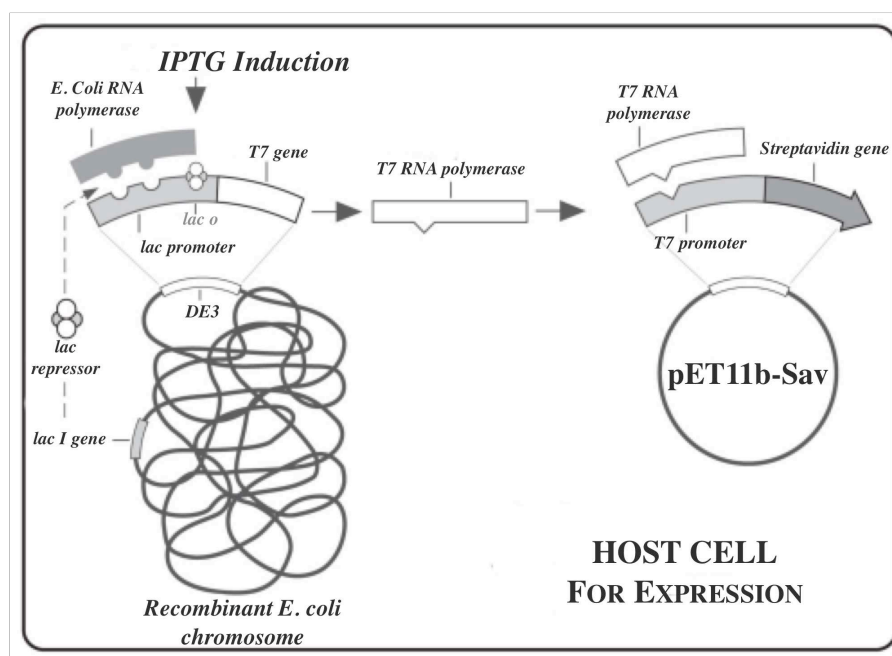 IPTG Induction
E. Coli RNA
polymerase
T7 gene
lac o
lac promoter
DE3
lac
repressor
lac I gene
Recombinant E. coli
chromosome
T7 RNA polymerase
T7 RNA
polymerase
Streptavidin gene
T7 promoter
pET11b-Sav
HOST CELL
FOR EXPRESSION